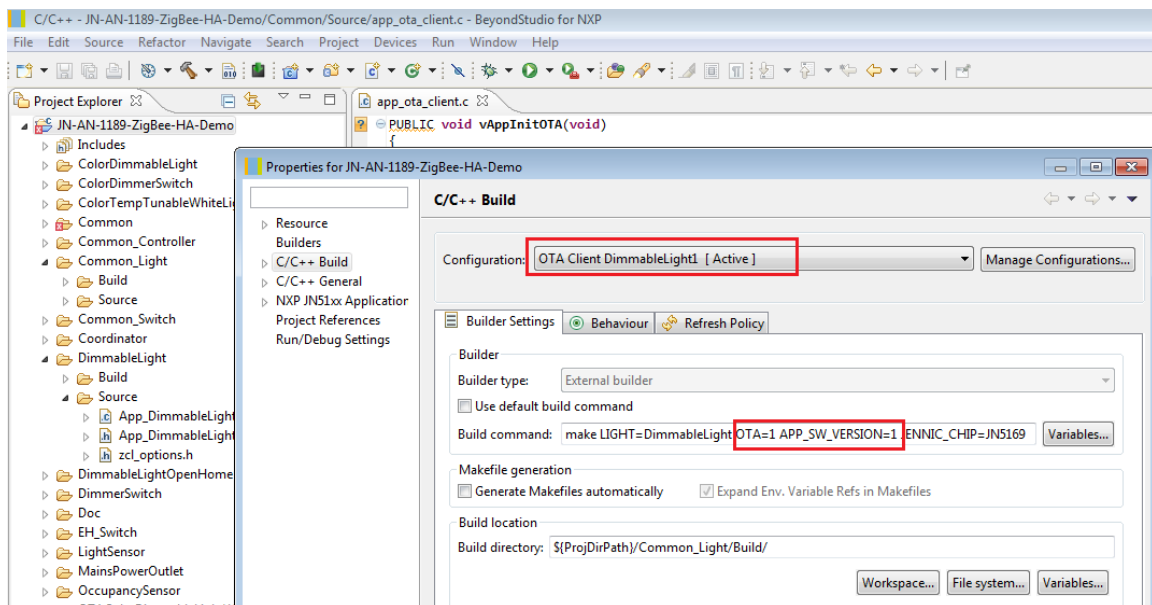 C/C++ - JN-AN-1189-ZigBee-HA-Demo/Common/Source/app_ota_client.c - BeyondStudio for NXP
File Edit Source Refactor Navigate Search Project Devices Run Window Help
Project Explorer
app_ota_client.c
JN-AN-1189-ZigBee-HA-Demo
PUBLIC void vAppInitOTA(void)
{
Includes
ColorDimmableLight
ColorDimmerSwitch
ColorTempTunableWhiteLi
Common
Common_Controller
Common_Light
Build
Source
Common_Switch
Coordinator
DimmableLight
Build
Source
App_DimmableLight
App_DimmableLight
zcl_options.h
DimmableLightOpenHome
DimmerSwitch
Doc
EH_Switch
LightSensor
MainsPowerOutlet
OccupancySensor
Properties for JN-AN-1189-ZigBee-HA-Demo
Resource
Builders
C/C++ Build
C/C++ General
NXP JN51xx Application
Project References
Run/Debug Settings
C/C++ Build
Configuration: OTA Client DimmableLight1 [ Active ] Manage Configurations...
Builder Settings Behaviour Refresh Policy
Builder
Builder type: External builder
Use default build command
Build command: make LIGHT=DimmableLight OTA=1 APP_SW_VERSION=1 JENNIC_CHIP=JN5169 Variables...
Makefile generation
Generate Makefiles automatically Expand Env. Variable Refs in Makefiles
Build location
Build directory: ${ProjDirPath}/Common_Light/Build/
Workspace... File system... Variables...